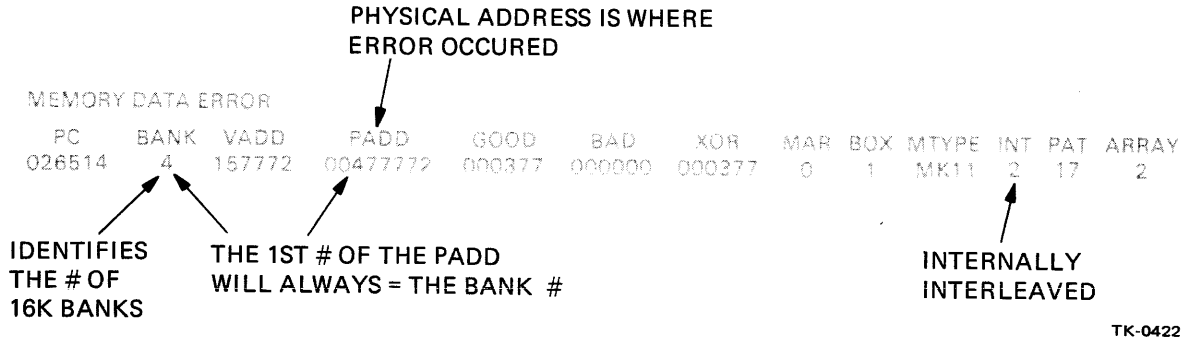 PHYSICAL ADDRESS IS WHERE
ERROR OCCURED
MEMORY DATA ERROR
PC BANK VADD PADD GOOD BAD XOR MAR BOX MTYPE INT PAT ARRAY
026514 4 157772 00477772 000377 000000 000377 0 1 MK11 2 17 2
IDENTIFIES
THE # OF
16K BANKS
THE 1ST # OF THE PADD
WILL ALWAYS = THE BANK #
INTERNALLY
INTERLEAVED
TK-0422